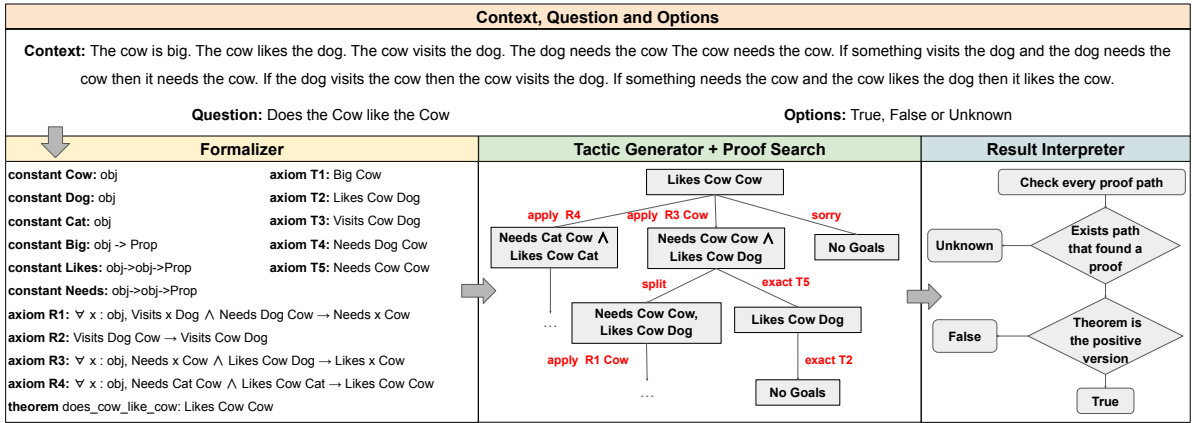 Context, Question and Options
Context: The cow is big. The cow likes the dog. The cow visits the dog. The dog needs the cow The cow needs the cow. If something visits the dog and the dog needs the
cow then it needs the cow. If the dog visits the cow then the cow visits the dog. If something needs the cow and the cow likes the dog then it likes the cow.
Question: Does the Cow like the Cow
Options: True, False or Unknown
Formalizer
constant Cow: obj
axiom T1: Big Cow
constant Dog: obj
axiom T2: Likes Cow Dog
constant Cat: obj
axiom T3: Visits Cow Dog
constant Big: obj -> Prop
axiom T4: Needs Dog Cow
constant Likes: obj->obj->Prop
axiom T5: Needs Cow Cow
constant Needs: obj->obj->Prop
axiom R1: ∀ x : obj, Visits x Dog ∧ Needs Dog Cow → Needs x Cow
axiom R2: Visits Dog Cow → Visits Cow Dog
axiom R3: ∀ x : obj, Needs x Cow ∧ Likes Cow Dog → Likes x Cow
axiom R4: ∀ x : obj, Needs Cat Cow ∧ Likes Cow Cat → Likes Cow Cow
theorem does_cow_like_cow: Likes Cow Cow
Tactic Generator + Proof Search
Likes Cow Cow
apply R4
apply R3 Cow
sorry
Needs Cat Cow ∧
Likes Cow Cat
Needs Cow Cow ∧
Likes Cow Dog
No Goals
split
exact T5
...
Needs Cow Cow,
Likes Cow Dog
Likes Cow Dog
apply R1 Cow
exact T2
...
No Goals
Result Interpreter
Check every proof path
Exists path
that found a
proof
Unknown
Theorem is
the positive
version
False
True